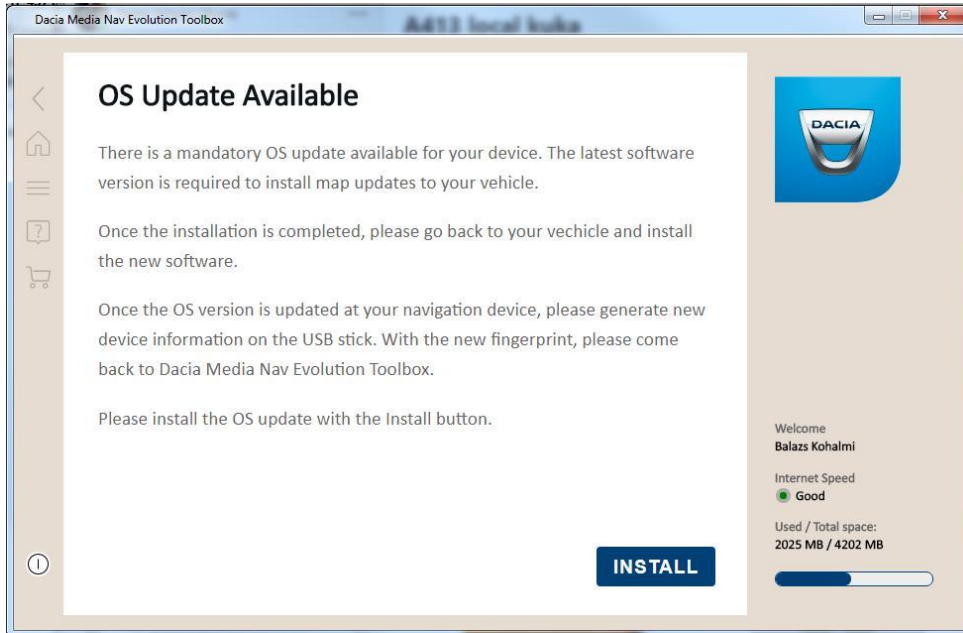 Dacia Media Nav Evolution Toolbox
A413 local kuka
OS Update Available
There is a mandatory OS update available for your device. The latest software
version is required to install map updates to your vehicle.
Once the installation is completed, please go back to your vechicle and install
the new software.
Once the OS version is updated at your navigation device, please generate new
device information on the USB stick. With the new fingerprint, please come
back to Dacia Media Nav Evolution Toolbox.
Please install the OS update with the Install button.
INSTALL
DACIA
Welcome
Balazs Kohalmi
Internet Speed
Good
Used / Total space:
2025 MB / 4202 MB